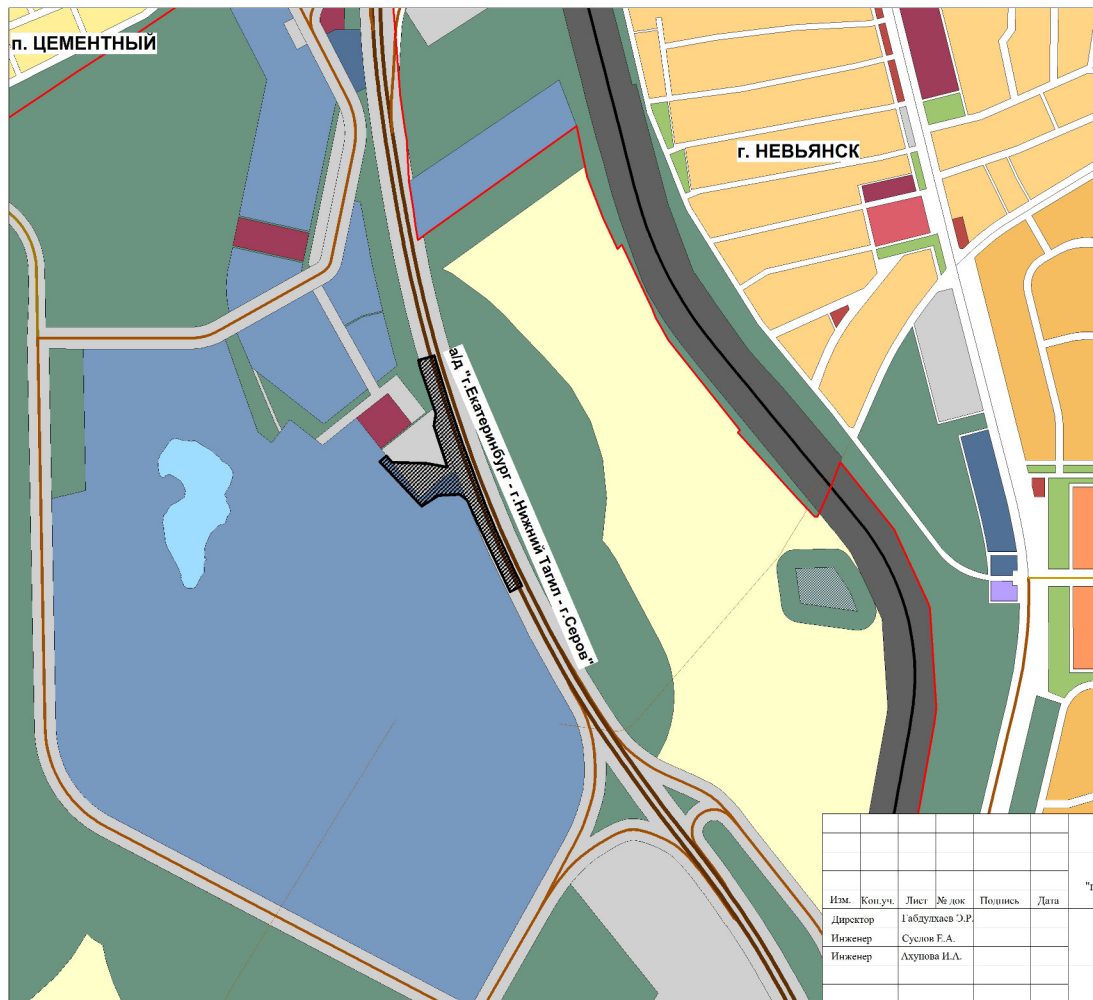 п. ЦЕМЕНТНЫЙ
г. НЕВЬЯНСК
а/д "г.Екатеринбург - г.Нижний Тагил - г.Серов"
Изм. Кол.уч. Лист № док Подпись Дата
Директор Габдулхаев Э.Р.
Инженер Суслов Е.А.
Инженер Ахунова И.А.